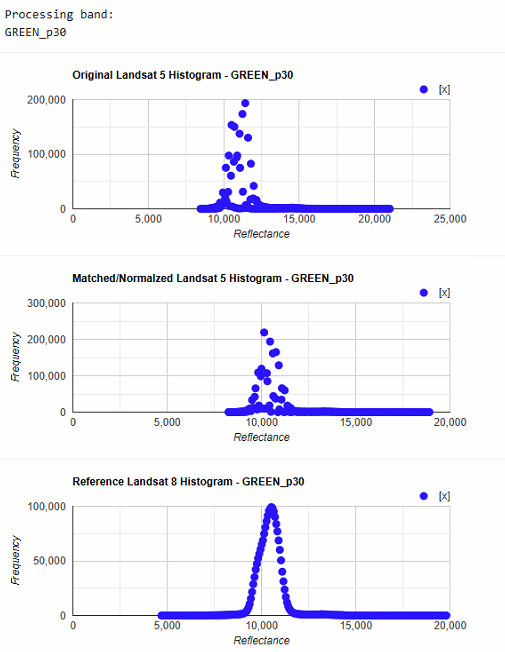 Processing band:
GREEN_p30
Original Landsat 5 Histogram - GREEN_p30
[x]
200,000
100,000
0
Frequency
0 5,000 10,000 15,000 20,000 25,000
Reflectance
Matched/Normalzed Landsat 5 Histogram - GREEN_p30
[x]
300,000
200,000
100,000
0
Frequency
0 5,000 10,000 15,000 20,000
Reflectance
Reference Landsat 8 Histogram - GREEN_p30
[x]
100,000
50,000
0
Frequency
0 5,000 10,000 15,000 20,000
Reflectance